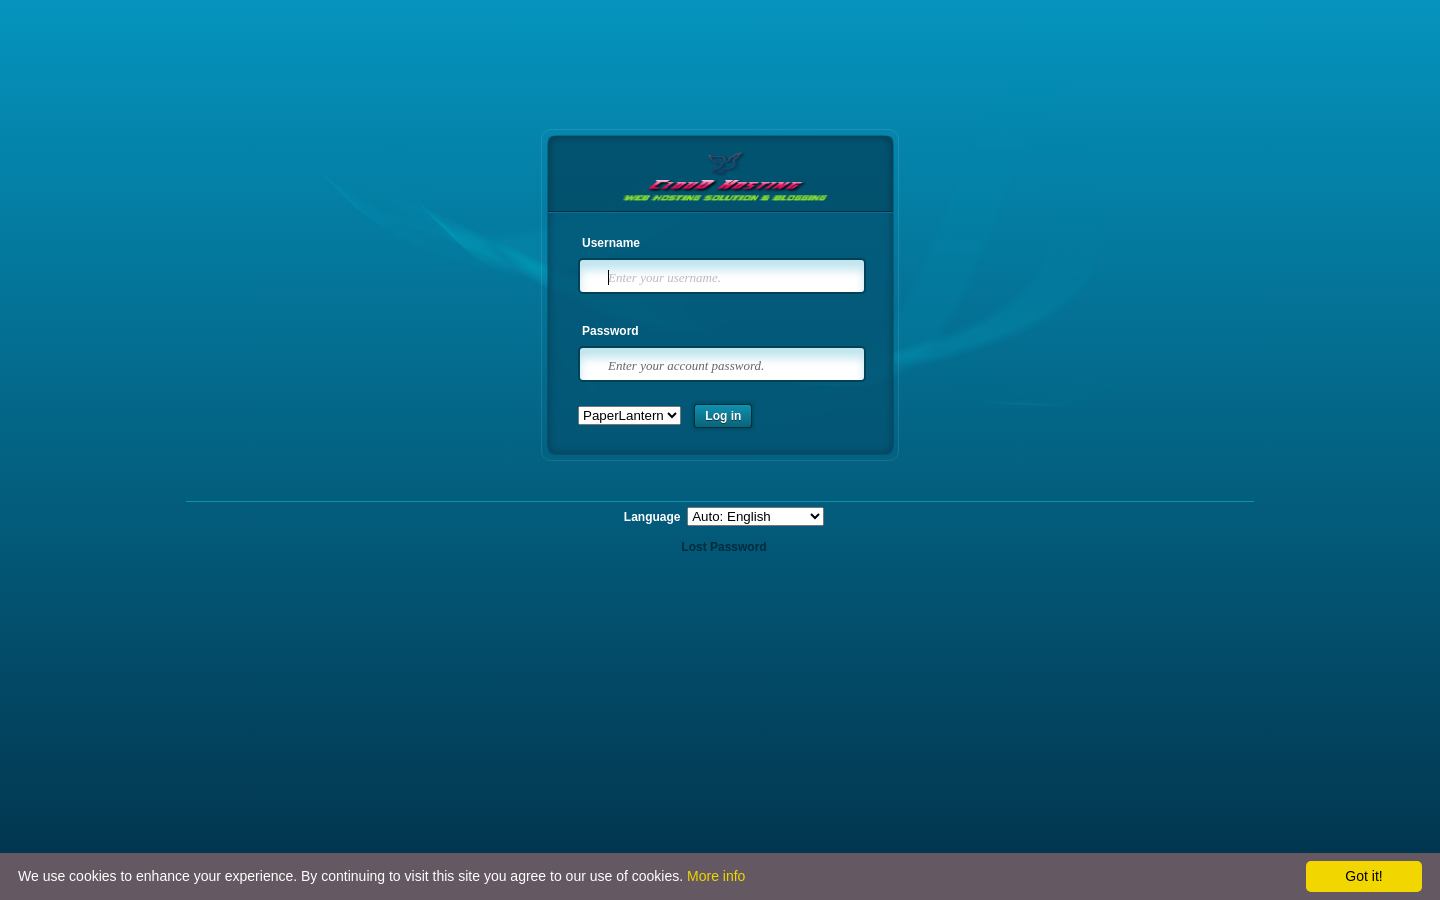 Cloud Hosting
Web Hosting Solution & Blogging
Username
Enter your username.
Password
Enter your account password.
PaperLantern
Log in
Language
Auto: English
Lost Password
We use cookies to enhance your experience. By continuing to visit this site you agree to our use of cookies. More info
Got it!